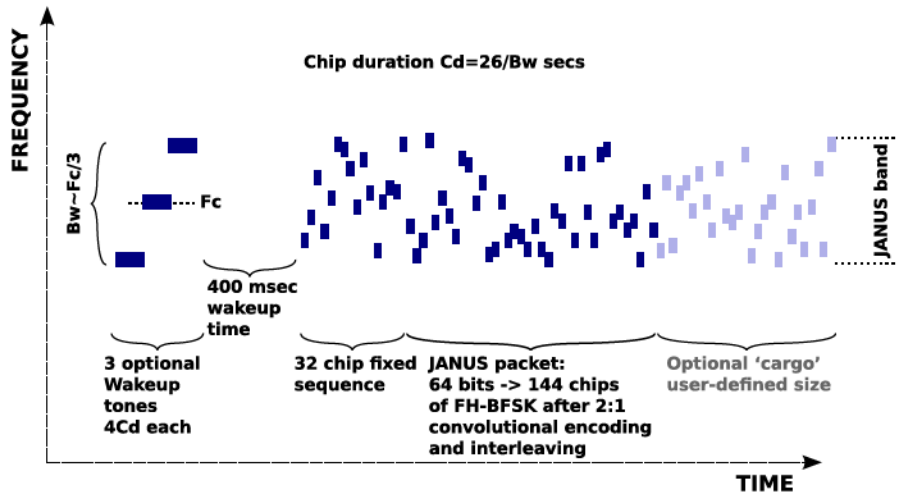 FREQUENCY
Chip duration Cd=26/Bw secs
Bw~Fc/3
Fc
JANUS band
400 msec
wakeup
time
3 optional
Wakeup
tones
4Cd each
32 chip fixed
sequence
JANUS packet:
64 bits -> 144 chips
of FH-BFSK after 2:1
convolutional encoding
and interleaving
Optional ‘cargo’
user-defined size
TIME